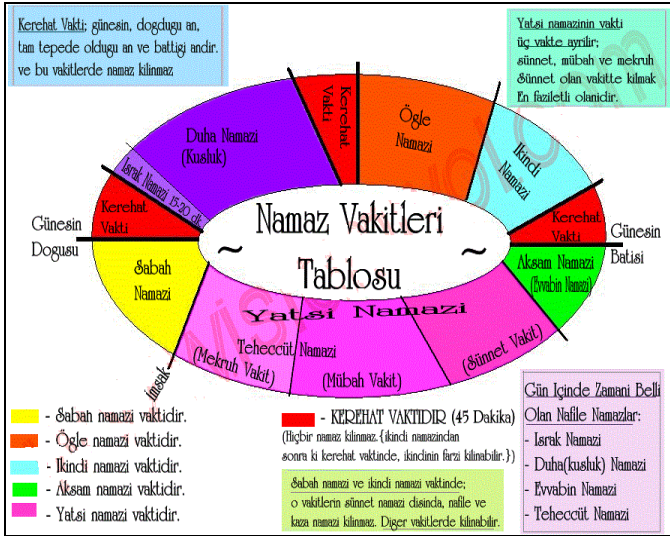 Kerehat Vakti; günesin, dogdugu an,
tam tepede oldugu an ve battigi andir.
ve bu vakitlerde namaz kilinmaz
Yatsi namazinin vakti
üç vakte ayrilir;
sünnet, mübah ve mekruh
Sünnet olan vakitte kilmak
En faziletli olanidir.
Kerehat
Vakti
Ögle
Namazi
Duha Namazi
(Kusluk)
Ikindi
Namazi
Israk Namazi 15-20 dk.
Kerehat
Vakti
Kerehat
Vakti
Günesin
Dogusu
Günesin
Batisi
~ Namaz Vakitleri ~
Tablosu
Sabah
Namazi
Aksam Namazi
(Evvabin Namazi)
Yatsi Namazi
Teheccüt Namazi
(Mekruh Vakit)
(Mübah Vakit)
(Sünnet Vakit)
imsak
- Sabah namazi vaktidir.
- Ögle namazi vaktidir.
- Ikindi namazi vaktidir.
- Aksam namazi vaktidir.
- Yatsi namazi vaktidir.
- KEREHAT VAKTIDIR (45 Dakika)
(Hiçbir namaz kilinmaz.{ikindi namazindan
sonra ki kerahat vaktinde, ikindinin farzi kilinabilir.})
Sabah namazi ve ikindi namazi vaktinde;
o vakitlerin sünnet namazi disinda, nafile ve
kaza namazi kilinmaz. Diger vakitlerde kilinabilir.
Gün Içinde Zamani Belli
Olan Nafile Namazlar:
- Israk Namazi
- Duha(kusluk) Namazi
- Evvabin Namazi
- Teheccüt Namazi